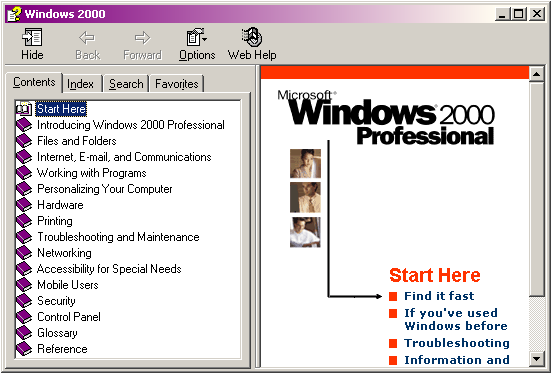 Windows 2000
Hide Back Forward Options Web Help
Contents Index Search Favorites
Start Here
Introducing Windows 2000 Professional
Files and Folders
Internet, E-mail, and Communications
Working with Programs
Personalizing Your Computer
Hardware
Printing
Troubleshooting and Maintenance
Networking
Accessibility for Special Needs
Mobile Users
Security
Control Panel
Glossary
Reference
Microsoft®
Windows® 2000
Professional
Start Here
Find it fast
If you've used
Windows before
Troubleshooting
Information and